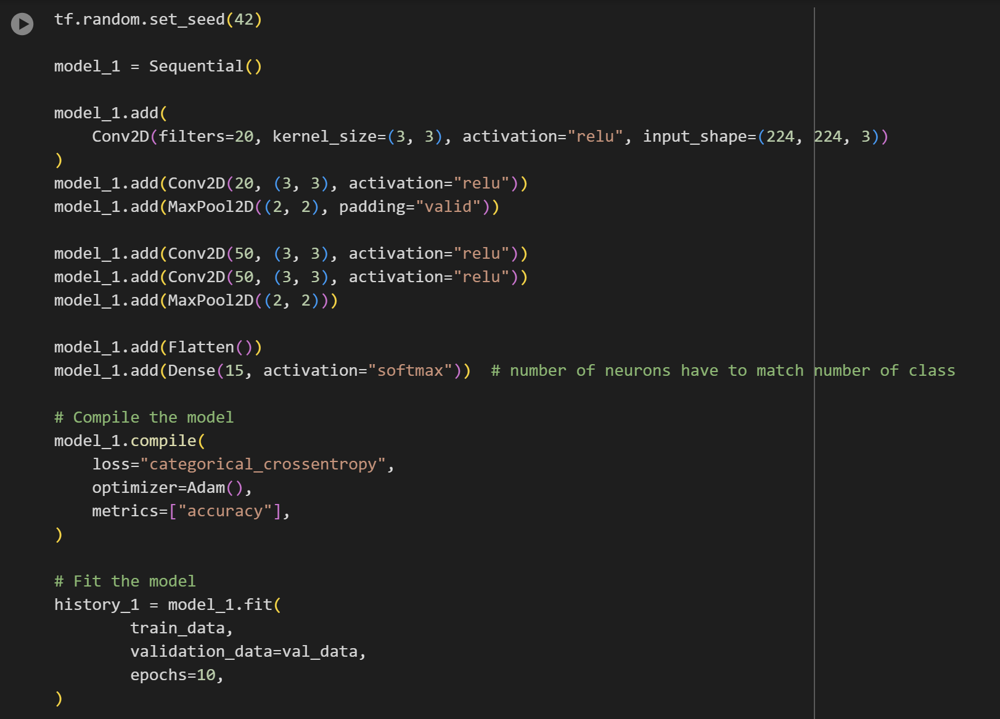 tf.random.set_seed(42)
model_1 = Sequential()
model_1.add(
    Conv2D(filters=20, kernel_size=(3, 3), activation="relu", input_shape=(224, 224, 3))
)
model_1.add(Conv2D(20, (3, 3), activation="relu"))
model_1.add(MaxPool2D((2, 2), padding="valid"))
model_1.add(Conv2D(50, (3, 3), activation="relu"))
model_1.add(Conv2D(50, (3, 3), activation="relu"))
model_1.add(MaxPool2D((2, 2)))
model_1.add(Flatten())
model_1.add(Dense(15, activation="softmax"))  # number of neurons have to match number of class
# Compile the model
model_1.compile(
    loss="categorical_crossentropy",
    optimizer=Adam(),
    metrics=["accuracy"],
)
# Fit the model
history_1 = model_1.fit(
        train_data,
        validation_data=val_data,
        epochs=10,
)